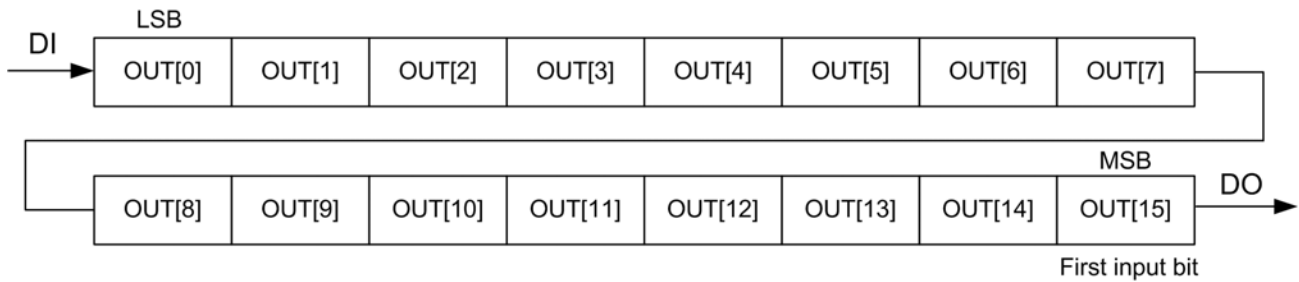 LSB
DI
OUT[0] OUT[1] OUT[2] OUT[3] OUT[4] OUT[5] OUT[6] OUT[7]
MSB
OUT[8] OUT[9] OUT[10] OUT[11] OUT[12] OUT[13] OUT[14] OUT[15]
DO
First input bit